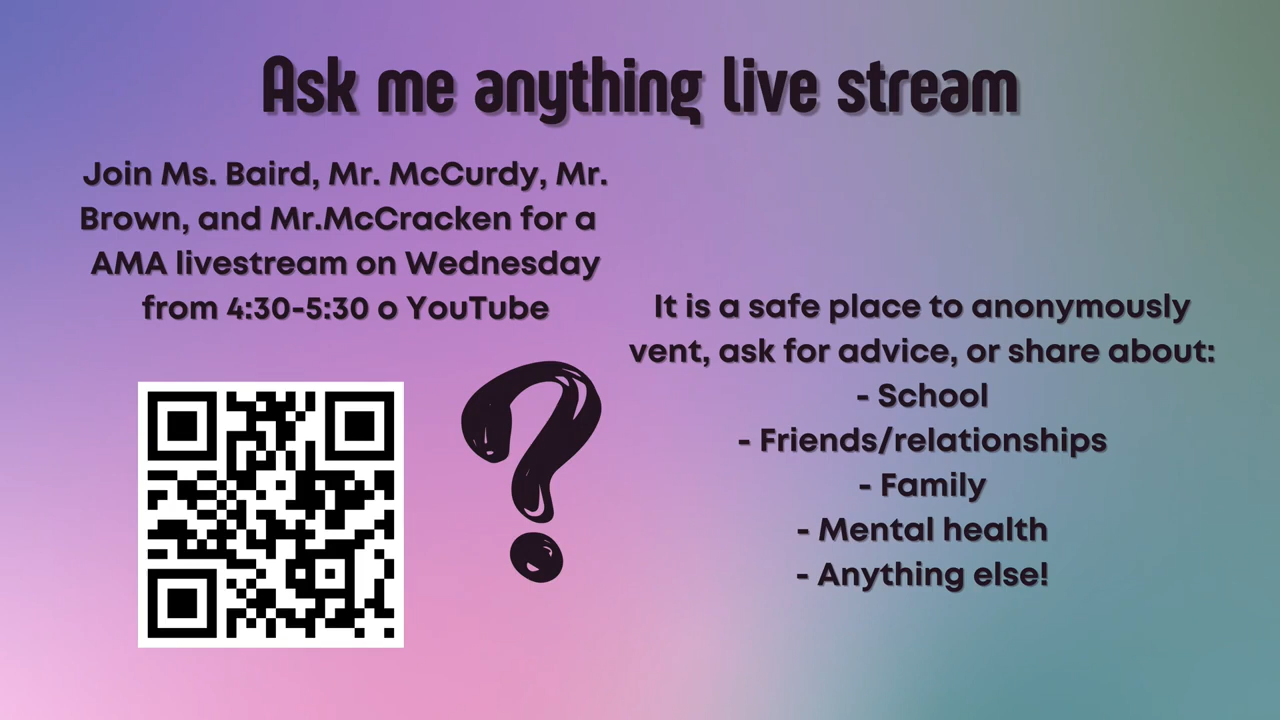 Ask me anything live stream
Join Ms. Baird, Mr. McCurdy, Mr.
Brown, and Mr.McCracken for a
AMA livestream on Wednesday
from 4:30-5:30 o YouTube
It is a safe place to anonymously
vent, ask for advice, or share about:
- School
- Friends/relationships
- Family
- Mental health
- Anything else!
?